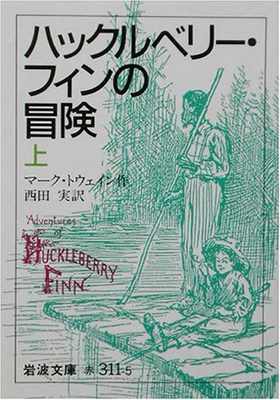 ハックルベリー・
フィンの
冒険
上
マーク・トウェイン作
西田 実訳
Adventures
of
HUCKLEBERRY
FINN.
岩波文庫 赤 311-5